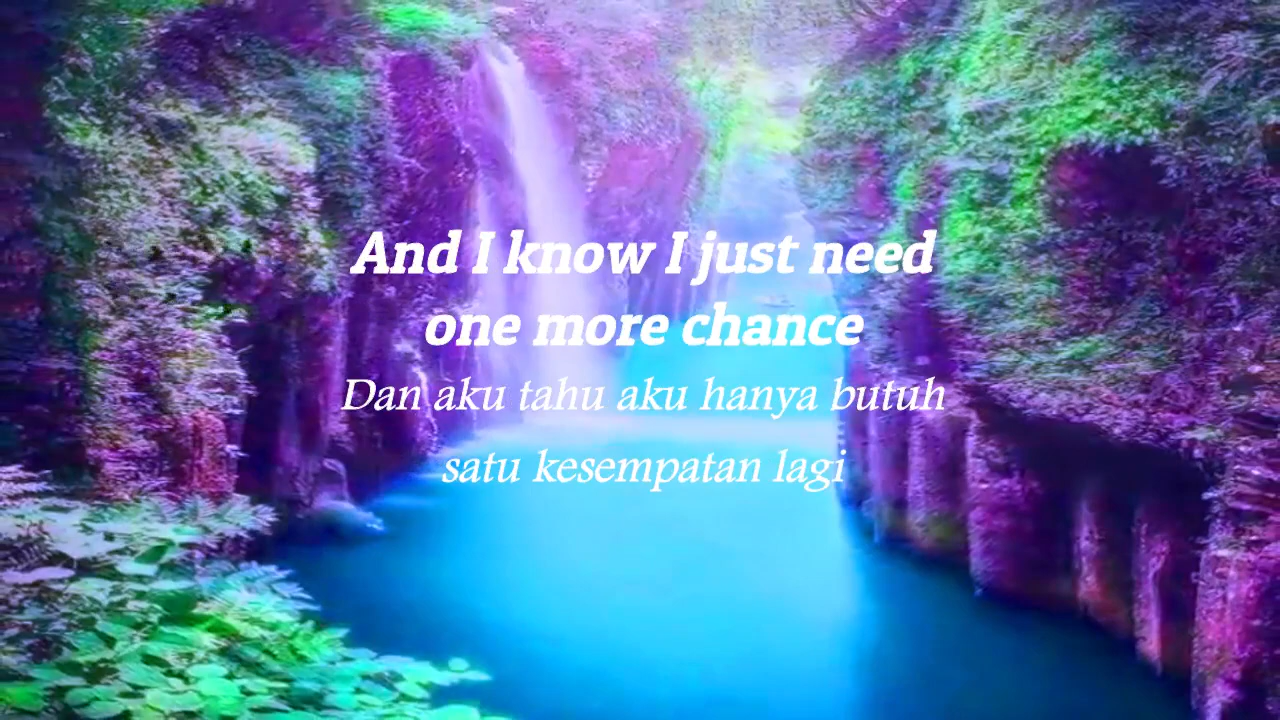 And I know I just need
one more chance
Dan aku tahu aku hanya butuh
satu kesempatan lagi